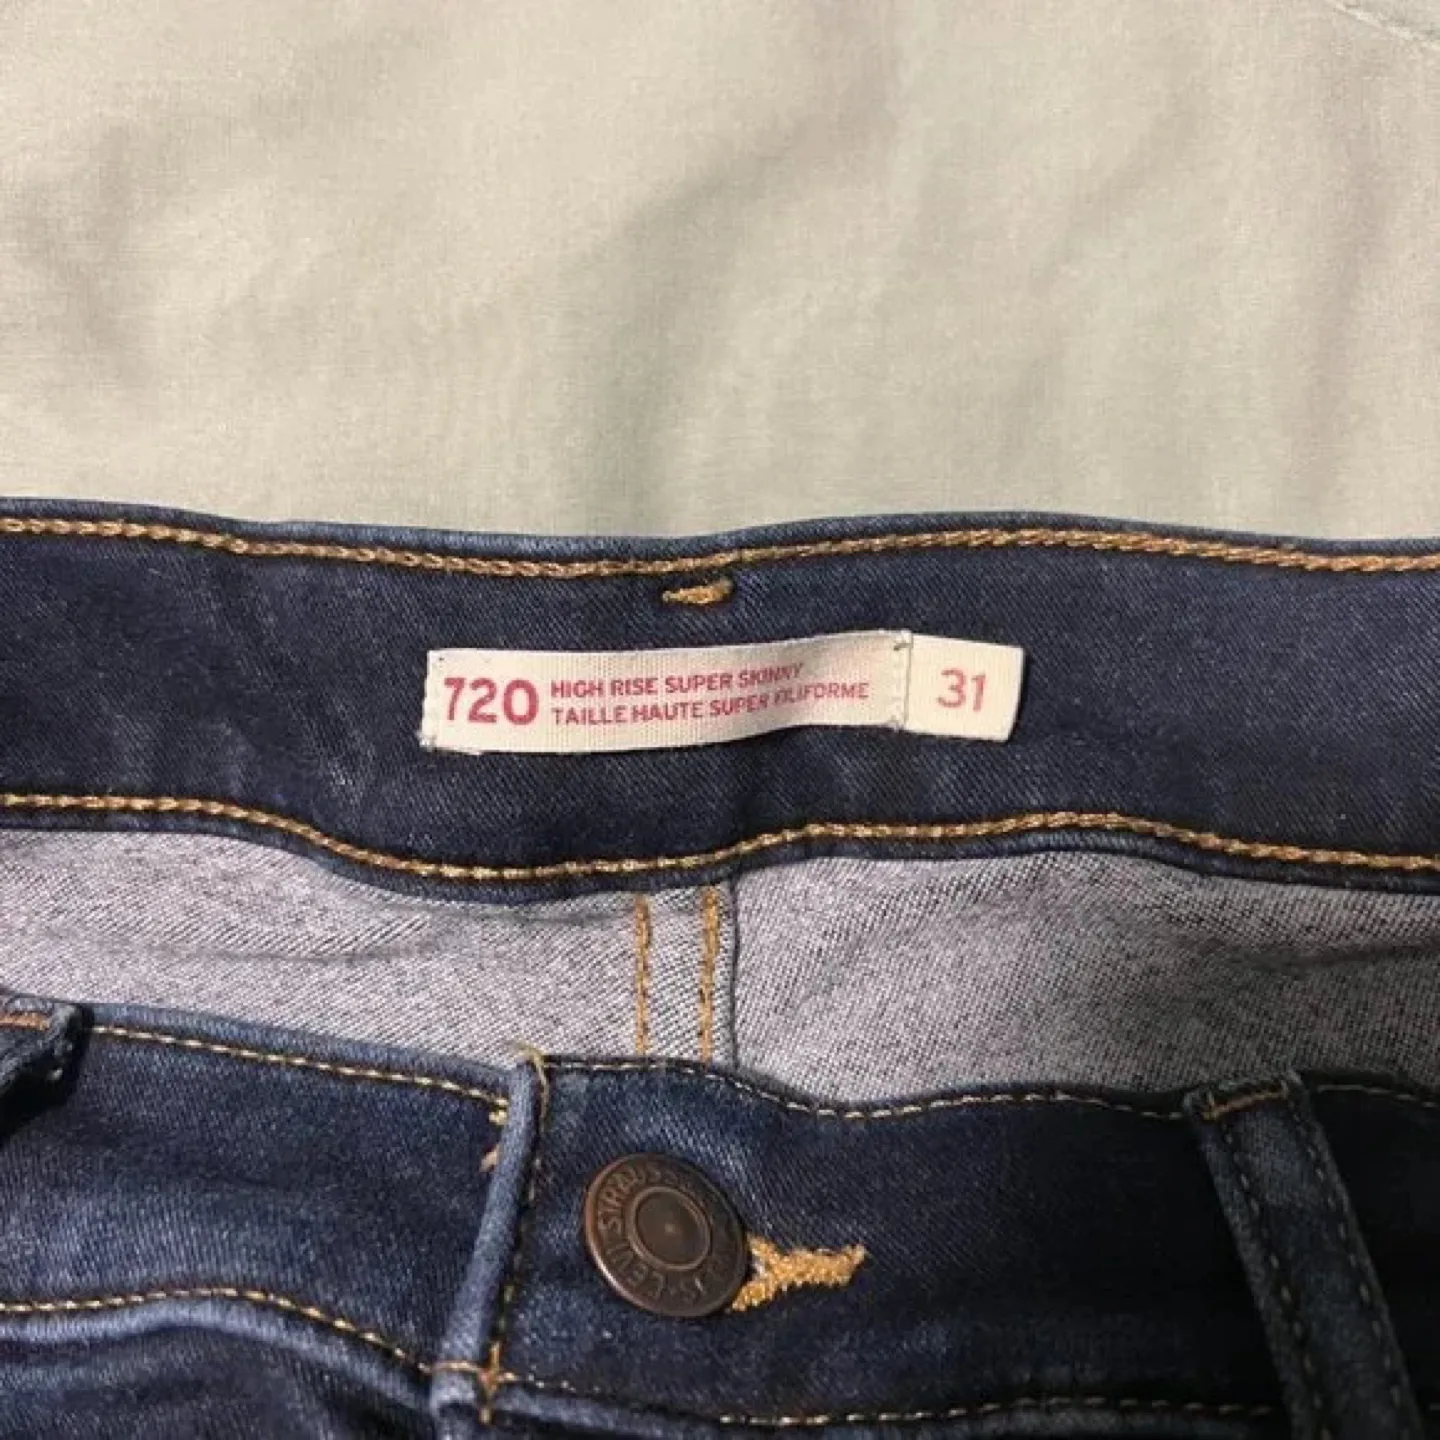 720
HIGH RISE SUPER SKINNY
TAILLE HAUTE SUPER FILIFORME
31
LEVI STRAUSS